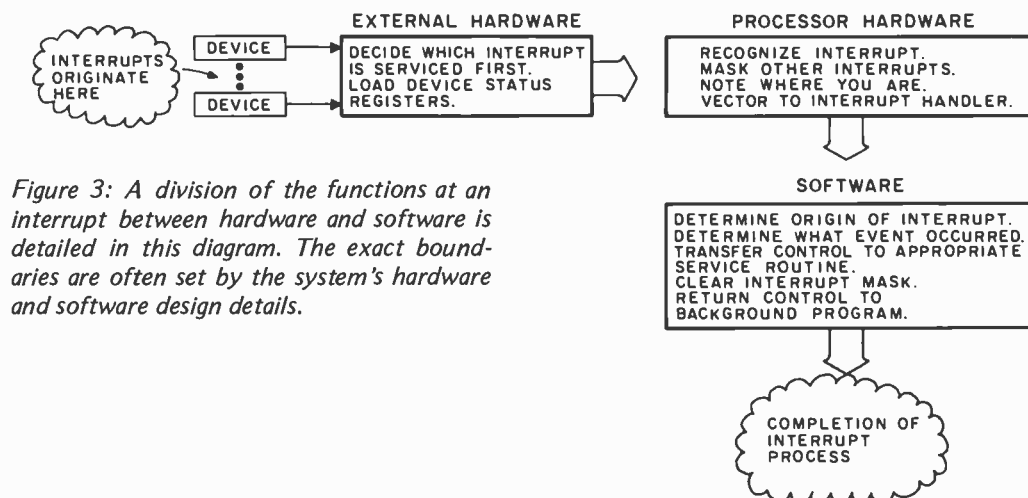 INTERRUPTS
ORIGINATE
HERE
DEVICE
DEVICE
EXTERNAL HARDWARE
DECIDE WHICH INTERRUPT
IS SERVICED FIRST.
LOAD DEVICE STATUS
REGISTERS.
PROCESSOR HARDWARE
RECOGNIZE INTERRUPT.
MASK OTHER INTERRUPTS.
NOTE WHERE YOU ARE.
VECTOR TO INTERRUPT HANDLER.
SOFTWARE
DETERMINE ORIGIN OF INTERRUPT.
DETERMINE WHAT EVENT OCCURRED.
TRANSFER CONTROL TO APPROPRIATE
SERVICE ROUTINE.
CLEAR INTERRUPT MASK.
RETURN CONTROL TO
BACKGROUND PROGRAM.
COMPLETION OF
INTERRUPT
PROCESS
Figure 3: A division of the functions at an
interrupt between hardware and software is
detailed in this diagram. The exact bound-
aries are often set by the system's hardware
and software design details.